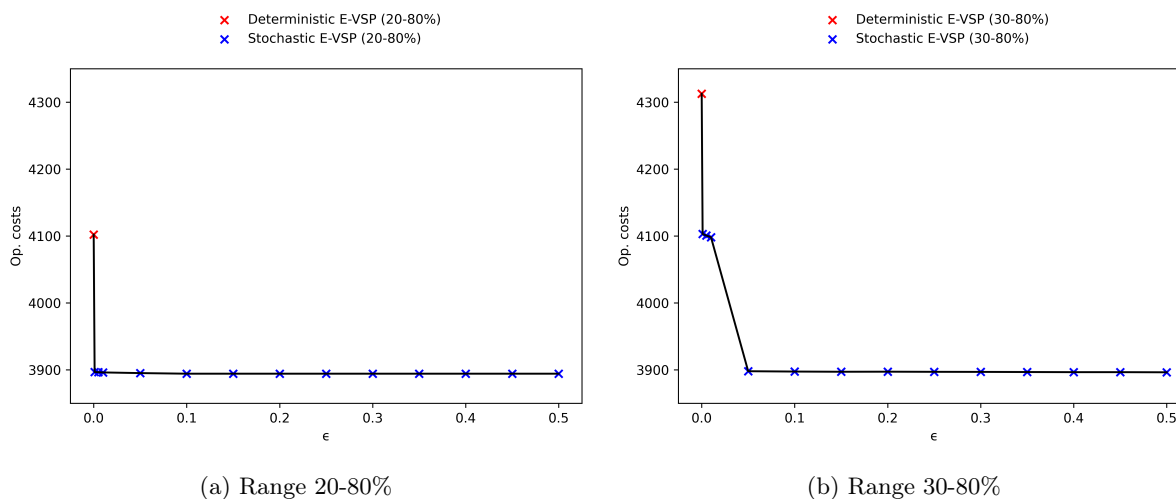 Deterministic E-VSP (20-80%)
Stochastic E-VSP (20-80%)
4300
4200
4100
4000
3900
Op. costs
0.0 0.1 0.2 0.3 0.4 0.5
ϵ
(a) Range 20-80%
Deterministic E-VSP (30-80%)
Stochastic E-VSP (30-80%)
4300
4200
4100
4000
3900
Op. costs
0.0 0.1 0.2 0.3 0.4 0.5
ϵ
(b) Range 30-80%